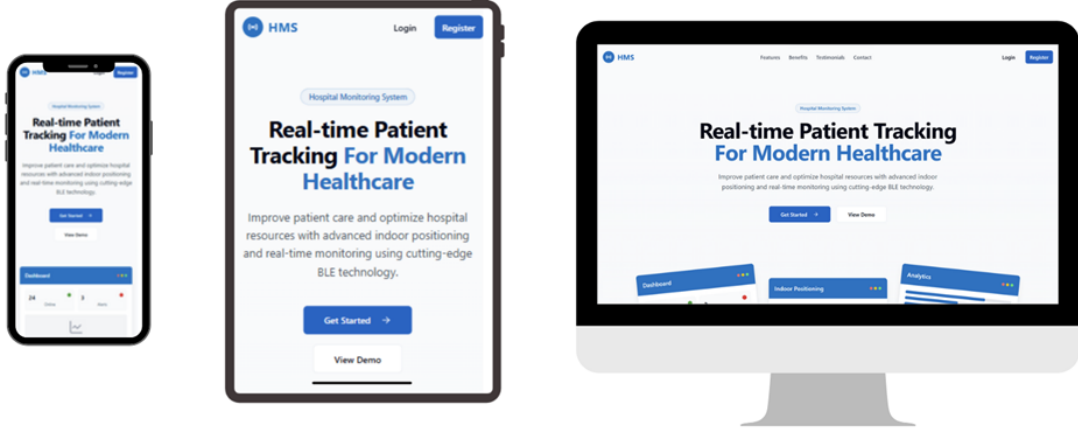 HMS
Login
Register
Hospital Monitoring System
Real-time Patient
Tracking For Modern
Healthcare
Improve patient care and optimize hospital
resources with advanced indoor positioning
and real-time monitoring using cutting-edge
BLE technology.
Get Started →
View Demo
Dashboard
24
3
Online
Alerts
HMS
Login
Register
Hospital Monitoring System
Real-time Patient
Tracking For Modern
Healthcare
Improve patient care and optimize hospital
resources with advanced indoor positioning
and real-time monitoring using cutting-edge
BLE technology.
Get Started →
View Demo
HMS
Features Benefits Testimonials Contact
Login
Register
Hospital Monitoring System
Real-time Patient Tracking
For Modern Healthcare
Improve patient care and optimize hospital resources with advanced indoor
positioning and real-time monitoring using cutting-edge BLE technology.
Get Started →
View Demo
Dashboard
Indoor Positioning
Analytics